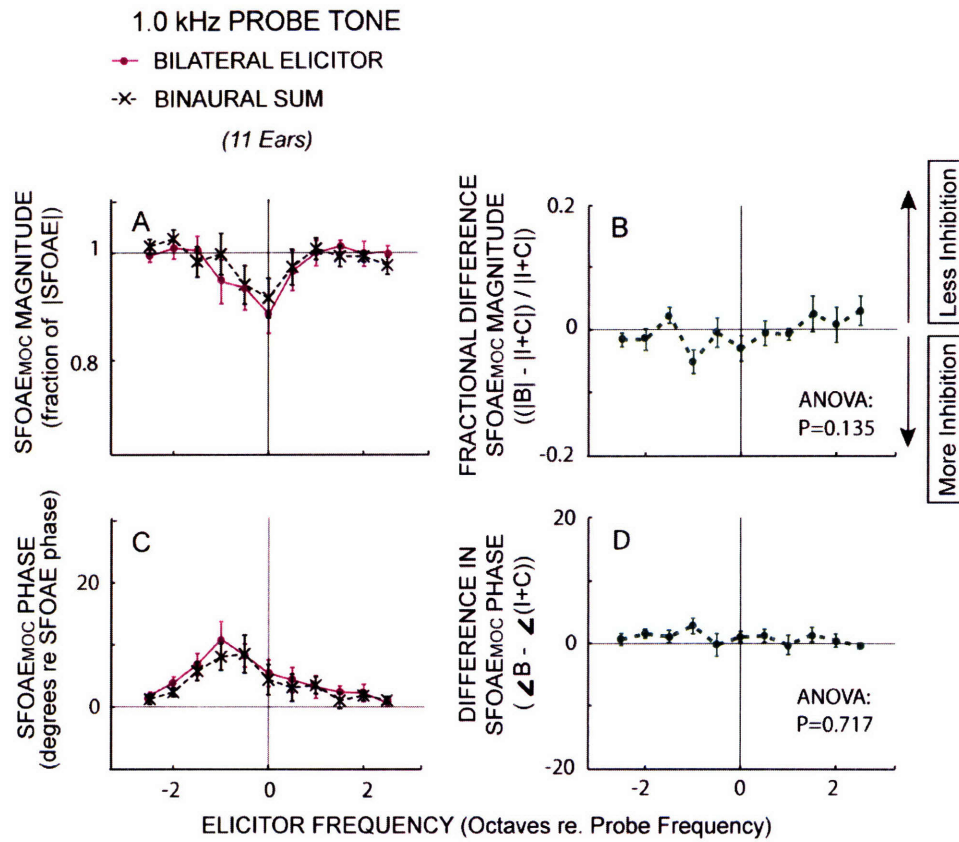 1.0 kHz PROBE TONE
BILATERAL ELICITOR
BINAURAL SUM
(11 Ears)
SFOAEMOC MAGNITUDE
(fraction of |SFOAE|)
A
1
0.8
FRACTIONAL DIFFERENCE
SFOAEMOC MAGNITUDE
((|B| - |I+C|) / |I+C|)
B
0.2
0
-0.2
ANOVA:
P=0.135
Less Inhibition
More Inhibition
SFOAEMOC PHASE
(degrees re SFOAE phase)
C
20
0
-2
0
2
DIFFERENCE IN
SFOAEMOC PHASE
(∠B - ∠(I+C))
D
20
0
-20
ANOVA:
P=0.717
-2
0
2
ELICITOR FREQUENCY (Octaves re. Probe Frequency)